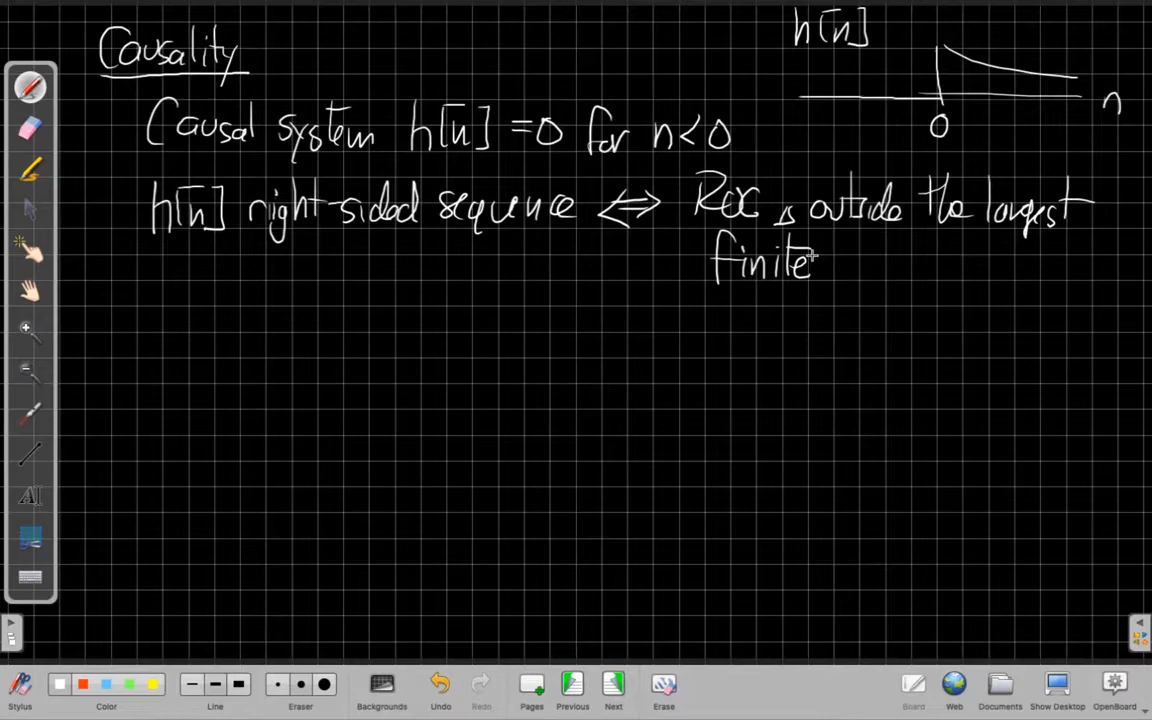 Causality
h[n]
n
0
Causal system h[n] = 0 for n < 0
h[n] right-sided sequence ⇔ ROC is outside the largest
finite
Stylus
Color
Line
Eraser
Backgrounds
Undo
Redo
Pages
Previous
Next
Erase
Board
Web
Documents
Show Desktop
OpenBoard